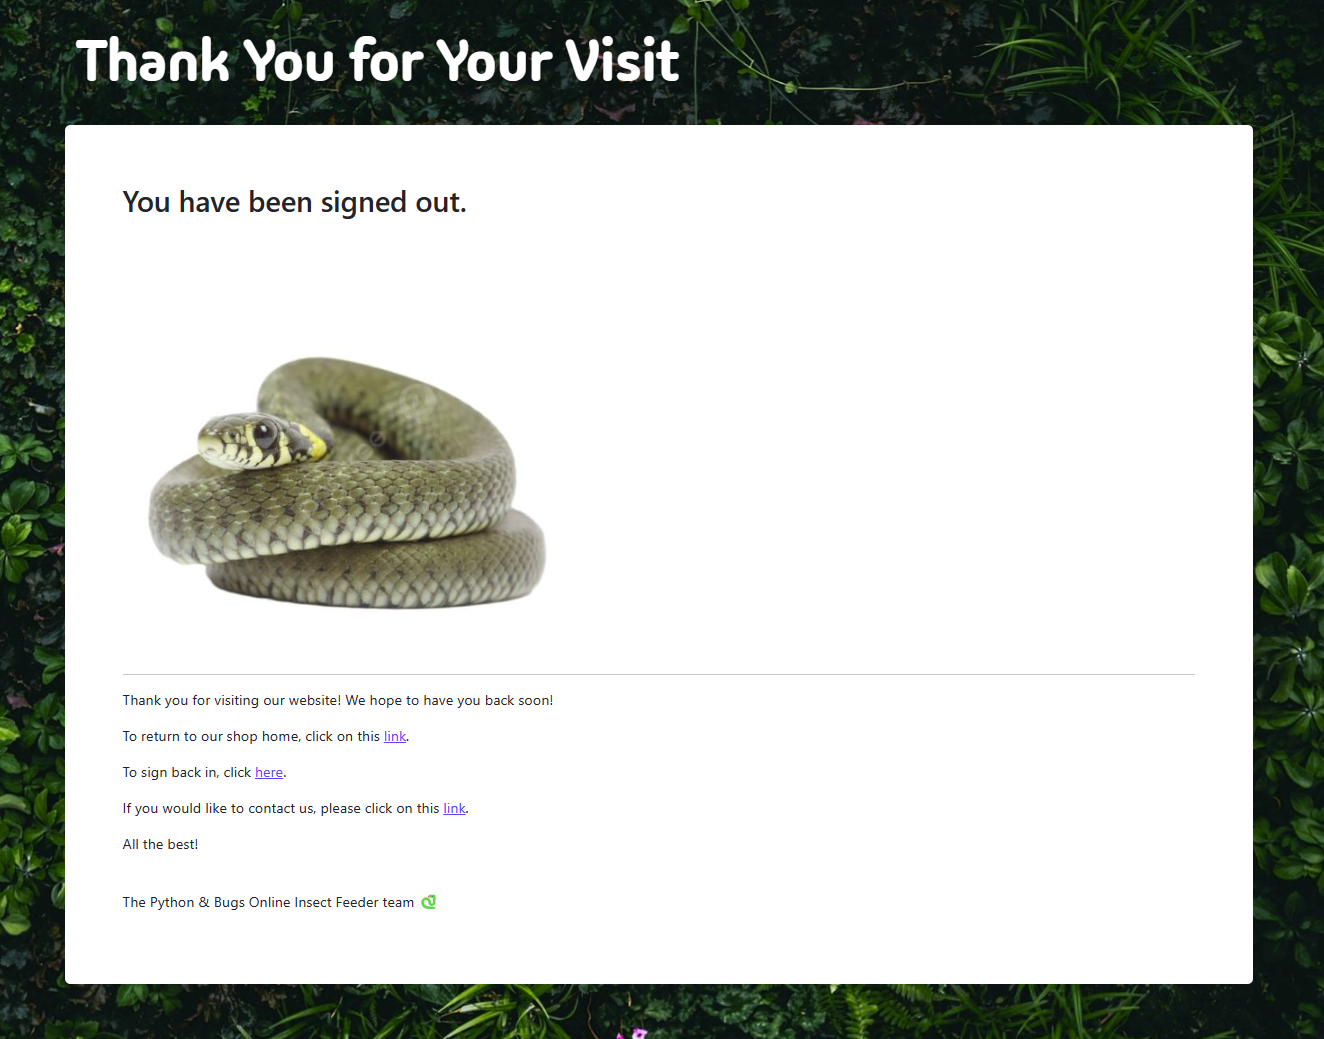 Thank You for Your Visit
You have been signed out.
Thank you for visiting our website! We hope to have you back soon!
To return to our shop home, click on this link.
To sign back in, click here.
If you would like to contact us, please click on this link.
All the best!
The Python & Bugs Online Insect Feeder team